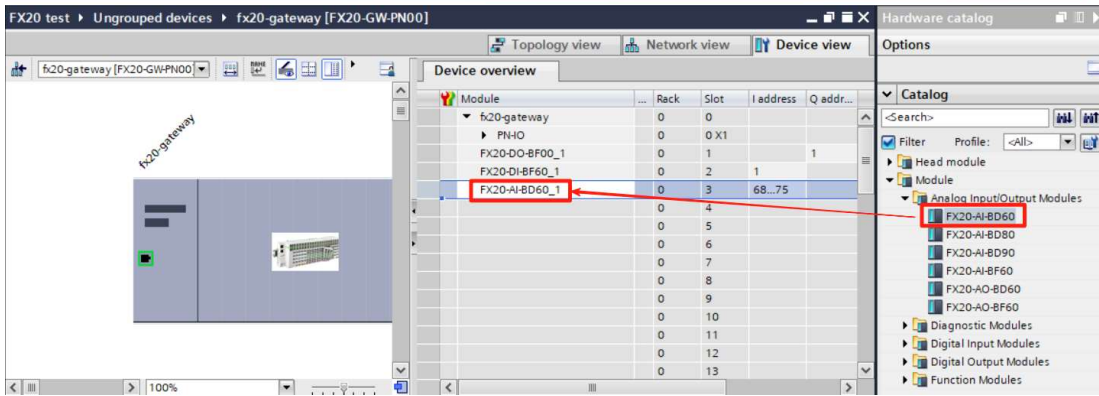 FX20 test ▸ Ungrouped devices ▸ fx20-gateway [FX20-GW-PN00]
Topology view
Network view
Device view
fx20-gateway [FX20-GW-PN00]
fx20-gateway
100%
Device overview
Module ... Rack Slot I address Q addr...
fx20-gateway 0 0
PN-IO 0 0 X1
FX20-DO-BF00_1 0 1 1
FX20-DI-BF60_1 0 2 1
FX20-AI-BD60_1 0 3 68...75
0 4
0 5
0 6
0 7
0 8
0 9
0 10
0 11
0 12
0 13
Hardware catalog
Options
Catalog
<Search>
Filter Profile: <All>
Head module
Module
Analog Input/Output Modules
FX20-AI-BD60
FX20-AI-BD80
FX20-AI-BD90
FX20-AI-BF60
FX20-AO-BD60
FX20-AO-BF60
Diagnostic Modules
Digital Input Modules
Digital Output Modules
Function Modules